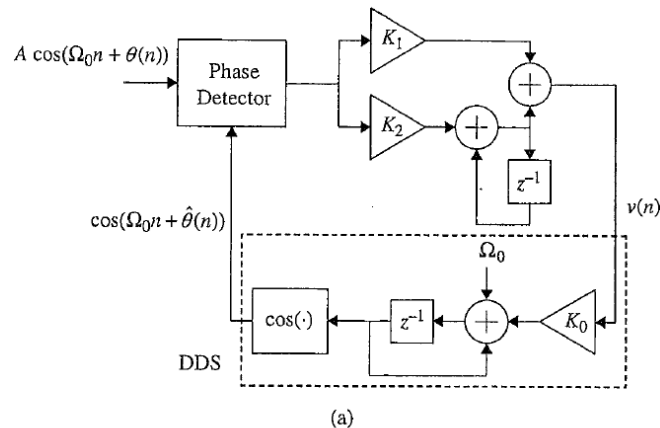 A cos(Ω₀n + θ(n))
Phase
Detector
K₁
K₂
+
+
z⁻¹
v(n)
cos(Ω₀n + θ̂(n))
Ω₀
cos(·)
z⁻¹
+
K₀
DDS
(a)